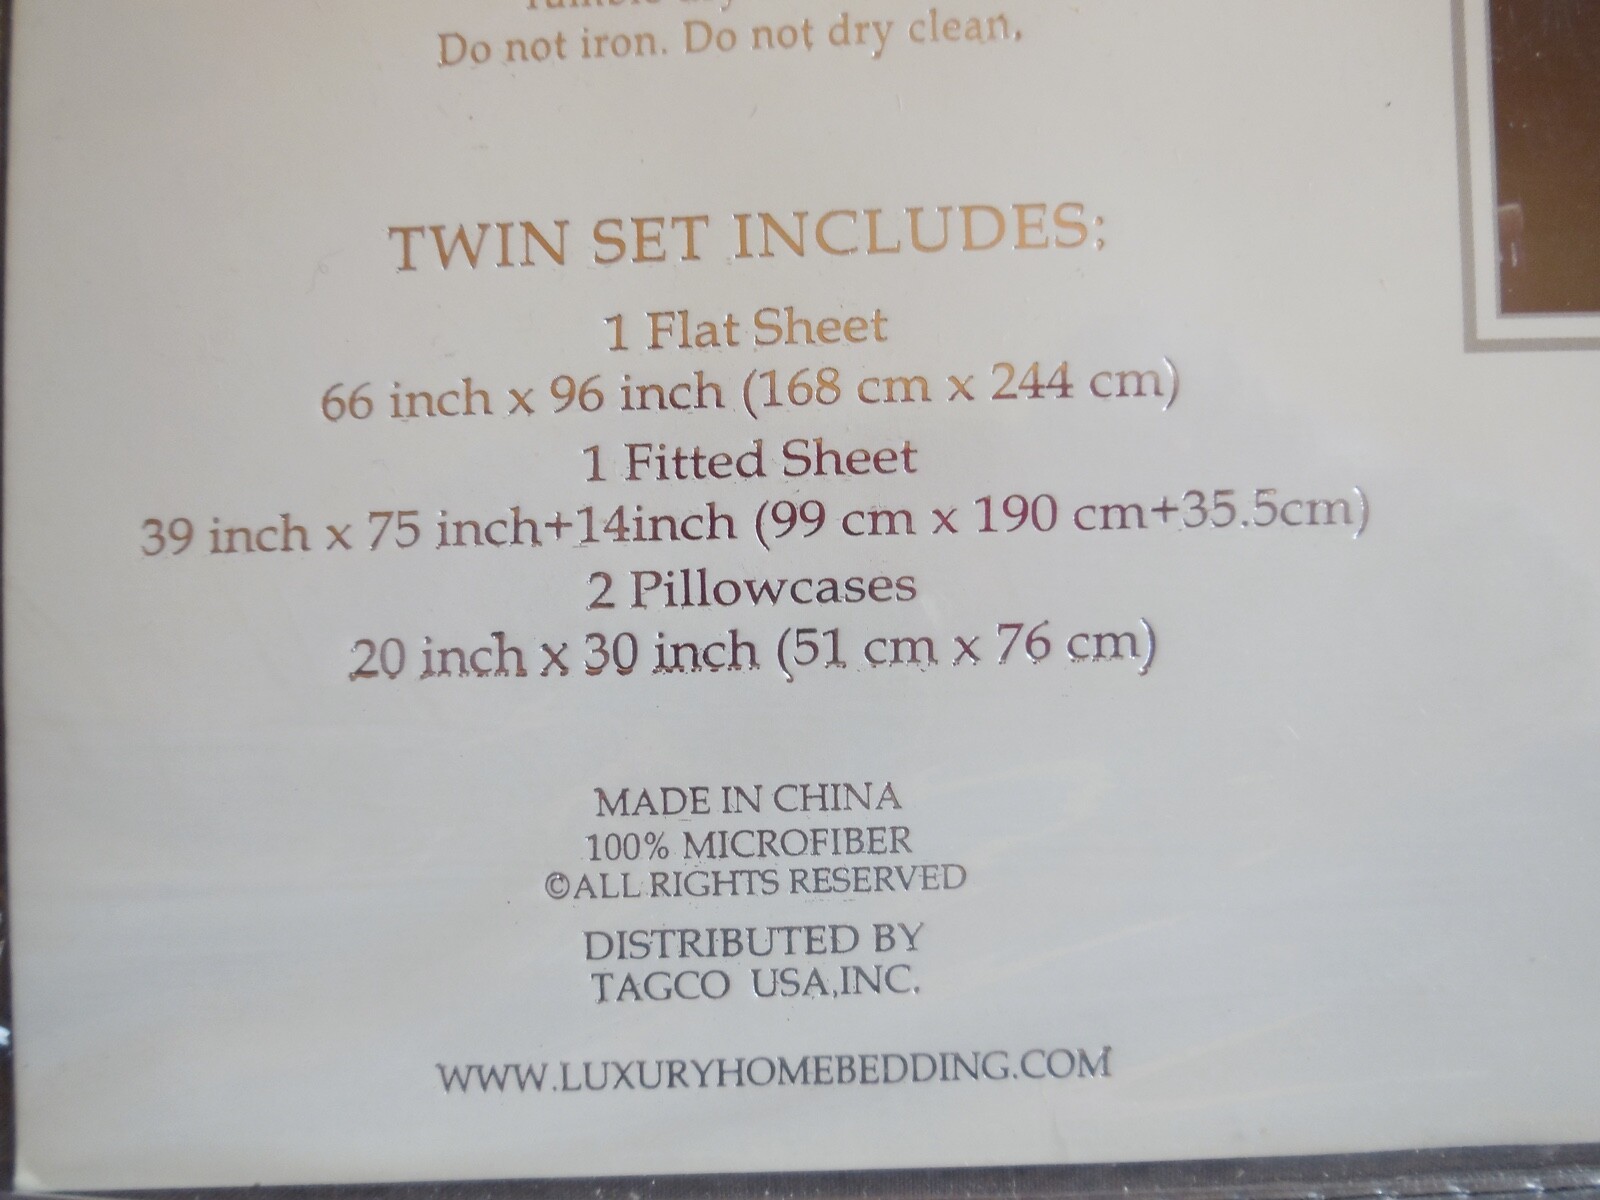 Do not iron. Do not dry clean.
TWIN SET INCLUDES;
1 Flat Sheet
66 inch x 96 inch (168 cm x 244 cm)
1 Fitted Sheet
39 inch x 75 inch+14inch (99 cm x 190 cm+35.5cm)
2 Pillowcases
20 inch x 30 inch (51 cm x 76 cm)
MADE IN CHINA
100% MICROFIBER
©ALL RIGHTS RESERVED
DISTRIBUTED BY
TAGCO USA,INC.
WWW.LUXURYHOMEBEDDING.COM